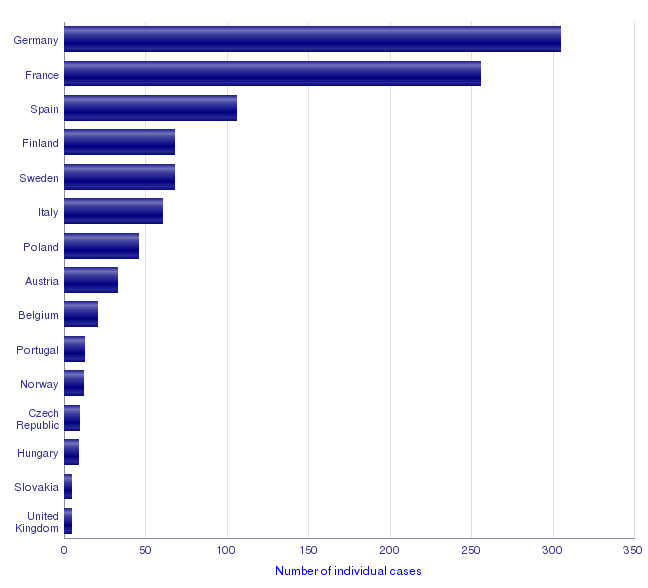 Germany
France
Spain
Finland
Sweden
Italy
Poland
Austria
Belgium
Portugal
Norway
Czech
Republic
Hungary
Slovakia
United
Kingdom
0 50 100 150 200 250 300 350
Number of individual cases